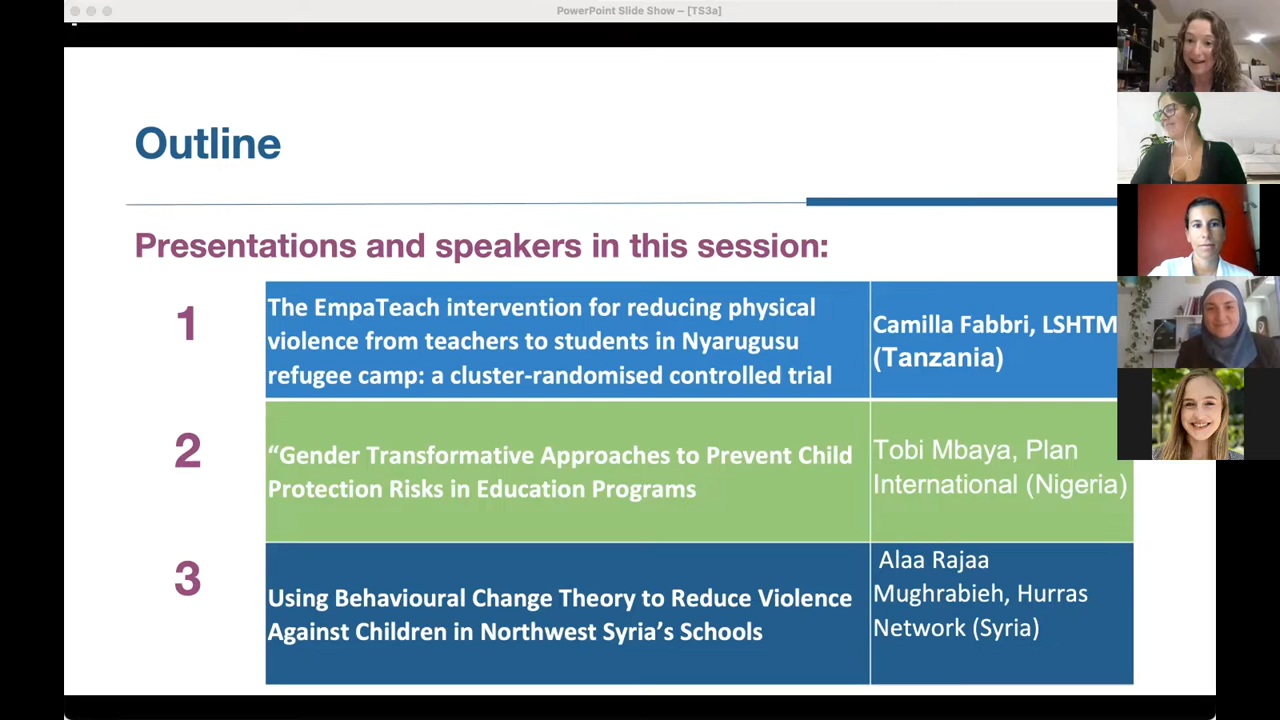 PowerPoint Slide Show – [TS3a]
Outline
Presentations and speakers in this session:
1
The EmpaTeach intervention for reducing physical
violence from teachers to students in Nyarugusu
refugee camp: a cluster-randomised controlled trial
Camilla Fabbri, LSHTM
(Tanzania)
2
“Gender Transformative Approaches to Prevent Child
Protection Risks in Education Programs
Tobi Mbaya, Plan
International (Nigeria)
3
Using Behavioural Change Theory to Reduce Violence
Against Children in Northwest Syria’s Schools
Alaa Rajaa
Mughrabieh, Hurras
Network (Syria)